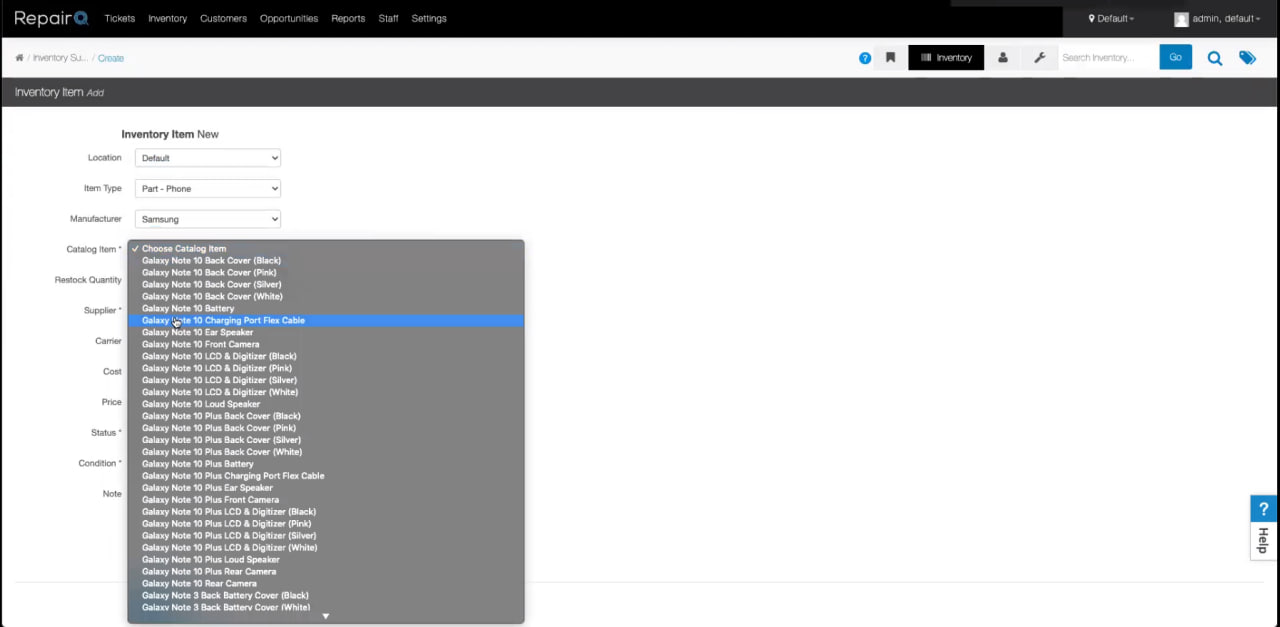 RepairQ Tickets Inventory Customers Opportunities Reports Staff Settings Default admin, default
/ Inventory Su... / Create ? Inventory Search Inventory... Go
Inventory Item Add
Inventory Item New
Location Default
Item Type Part - Phone
Manufacturer Samsung
Catalog Item * ✓ Choose Catalog Item
Galaxy Note 10 Back Cover (Black)
Galaxy Note 10 Back Cover (Pink)
Restock Quantity Galaxy Note 10 Back Cover (Silver)
Galaxy Note 10 Back Cover (White)
Supplier * Galaxy Note 10 Battery
Galaxy Note 10 Charging Port Flex Cable
Galaxy Note 10 Ear Speaker
Carrier Galaxy Note 10 Front Camera
Galaxy Note 10 LCD & Digitizer (Black)
Cost Galaxy Note 10 LCD & Digitizer (Pink)
Galaxy Note 10 LCD & Digitizer (Silver)
Galaxy Note 10 LCD & Digitizer (White)
Price Galaxy Note 10 Loud Speaker
Galaxy Note 10 Plus Back Cover (Black)
Galaxy Note 10 Plus Back Cover (Pink)
Status * Galaxy Note 10 Plus Back Cover (Silver)
Galaxy Note 10 Plus Back Cover (White)
Condition * Galaxy Note 10 Plus Battery
Galaxy Note 10 Plus Charging Port Flex Cable
Galaxy Note 10 Plus Ear Speaker
Note Galaxy Note 10 Plus Front Camera
Galaxy Note 10 Plus LCD & Digitizer (Black)
Galaxy Note 10 Plus LCD & Digitizer (Pink)
Galaxy Note 10 Plus LCD & Digitizer (Silver)
Galaxy Note 10 Plus LCD & Digitizer (White)
Galaxy Note 10 Plus Loud Speaker
Galaxy Note 10 Plus Rear Camera
Galaxy Note 10 Rear Camera
Galaxy Note 3 Back Battery Cover (Black)
Galaxy Note 3 Back Battery Cover (White)
? Help